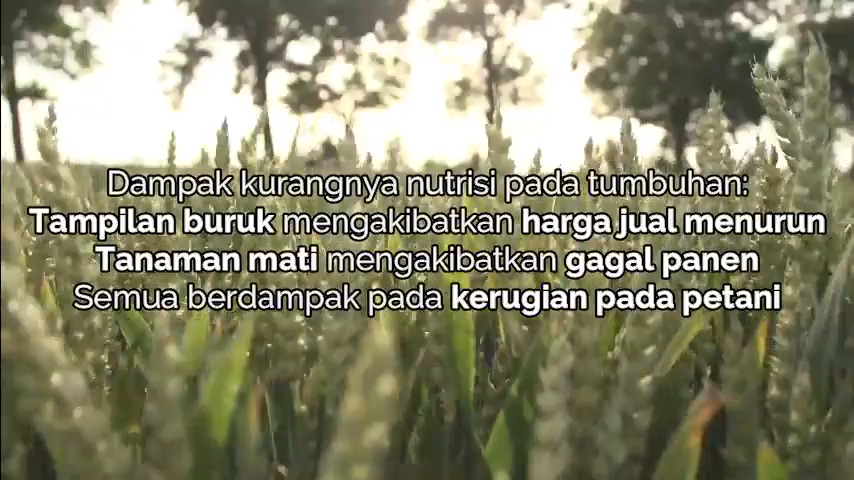 Dampak kurangnya nutrisi pada tumbuhan:
Tampilan buruk mengakibatkan harga jual menurun
Tanaman mati mengakibatkan gagal panen
Semua berdampak pada kerugian pada petani